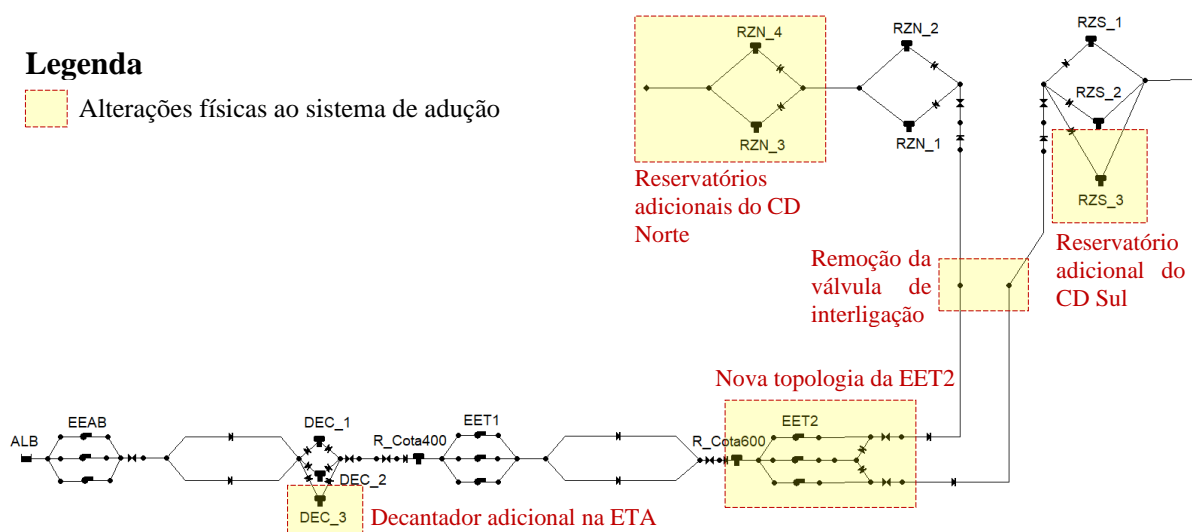 RZN_4
RZN_2
RZS_1
Legenda
Alterações físicas ao sistema de adução
RZS_2
RZN_3
RZN_1
Reservatórios
adicionais do CD
Norte
RZS_3
Reservatório
adicional do
CD Sul
Remoção da
válvula de
interligação
Nova topologia da EET2
ALB
EEAB
DEC_1
R_Cota400
EET1
R_Cota600
EET2
DEC_2
DEC_3
Decantador adicional na ETA